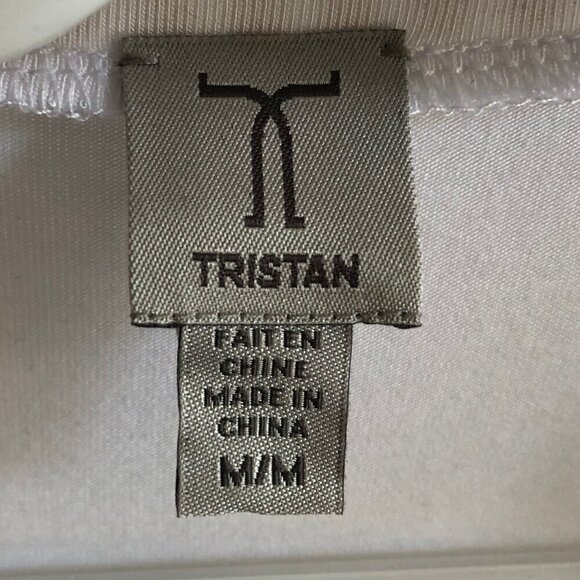 TRISTAN
FAIT EN
CHINE
MADE IN
CHINA
M/M